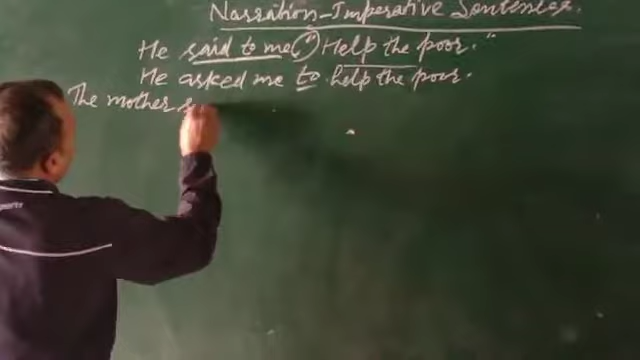 Narration-Imperative Sentences.
He said to me, "Help the poor."
He asked me to help the poor.
The mother s